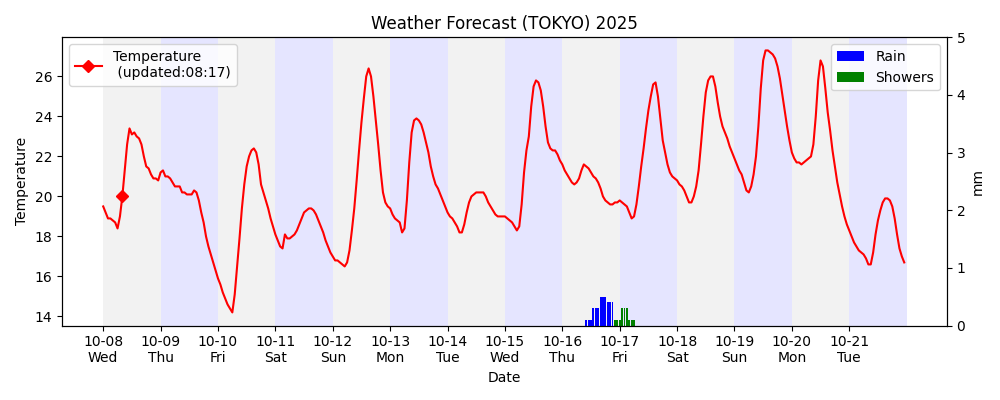 Weather Forecast (TOKYO) 2025
Temperature
(updated:08:17)
Rain
Showers
Temperature
26
24
22
20
18
16
14
5
4
3
2
1
0
mm
10-08 10-09 10-10 10-11 10-12 10-13 10-14 10-15 10-16 10-17 10-18 10-19 10-20 10-21
Wed Thu Fri Sat Sun Mon Tue Wed Thu Fri Sat Sun Mon Tue
Date